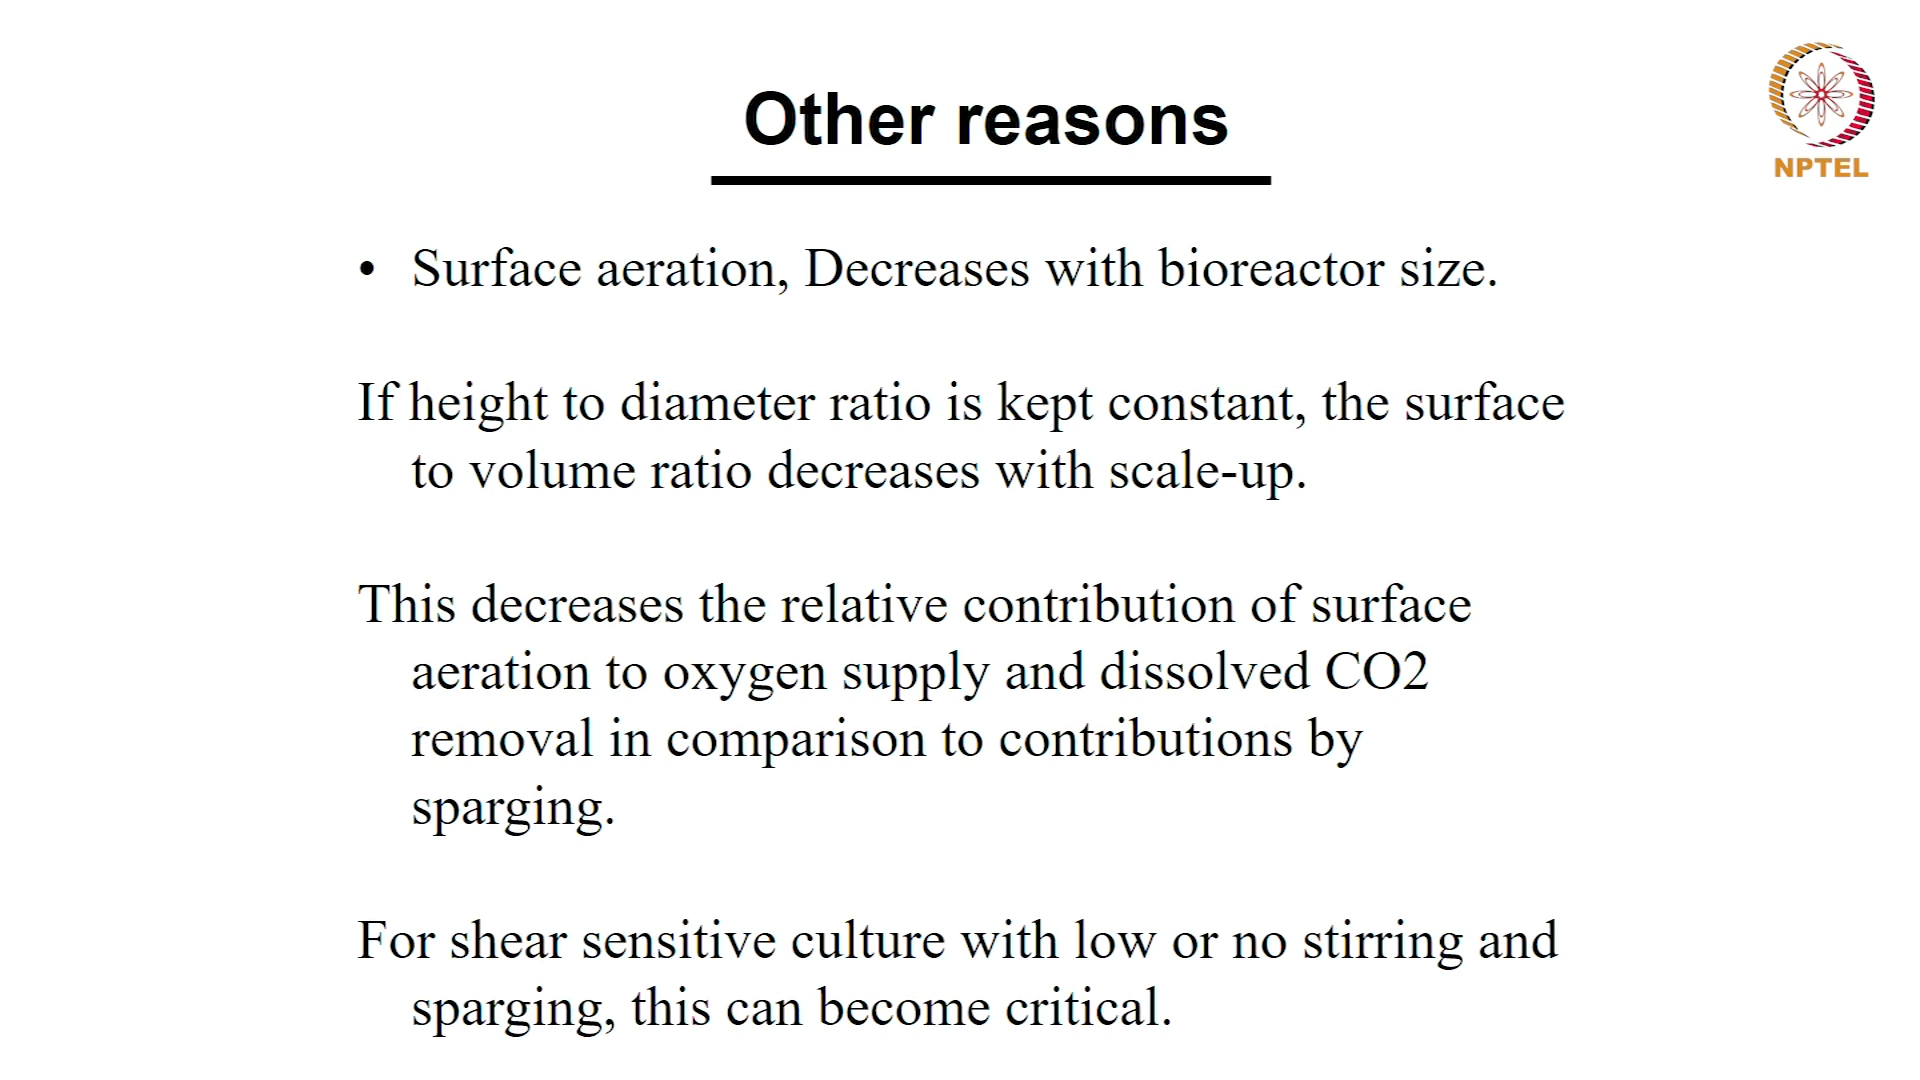 Other reasons
NPTEL
• Surface aeration, Decreases with bioreactor size.
If height to diameter ratio is kept constant, the surface
to volume ratio decreases with scale-up.
This decreases the relative contribution of surface
aeration to oxygen supply and dissolved CO2
removal in comparison to contributions by
sparging.
For shear sensitive culture with low or no stirring and
sparging, this can become critical.